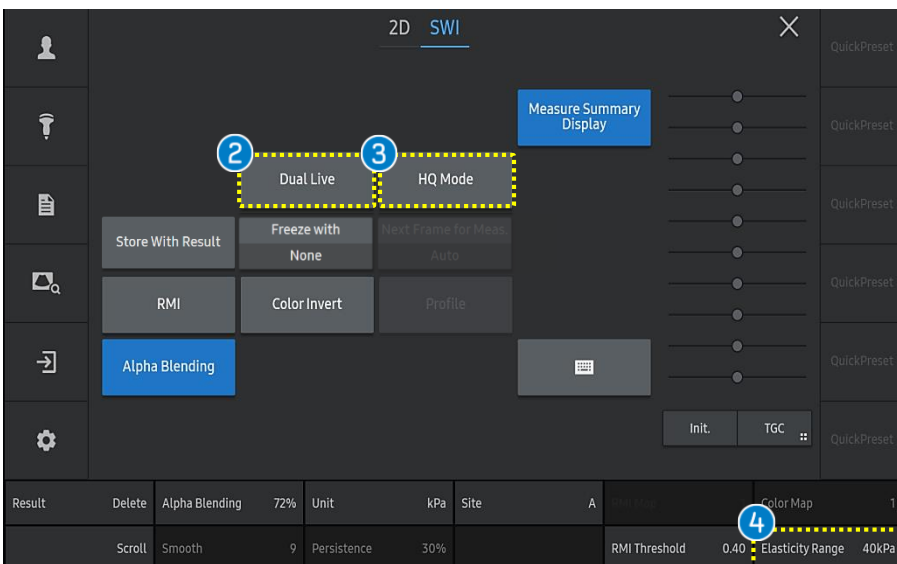 2D SWI
QuickPreset
Measure Summary
Display
QuickPreset
2
3
Dual Live
HQ Mode
QuickPreset
Store With Result
Freeze with
None
Next Frame for Meas.
Auto
QuickPreset
RMI
Color Invert
Profile
Alpha Blending
QuickPreset
Init.
TGC
QuickPreset
Result Delete
Alpha Blending 72%
Unit kPa
Site A
RMI Map
Color Map 1
4
Scroll
Smooth 9
Persistence 30%
RMI Threshold 0.40
Elasticity Range 40kPa